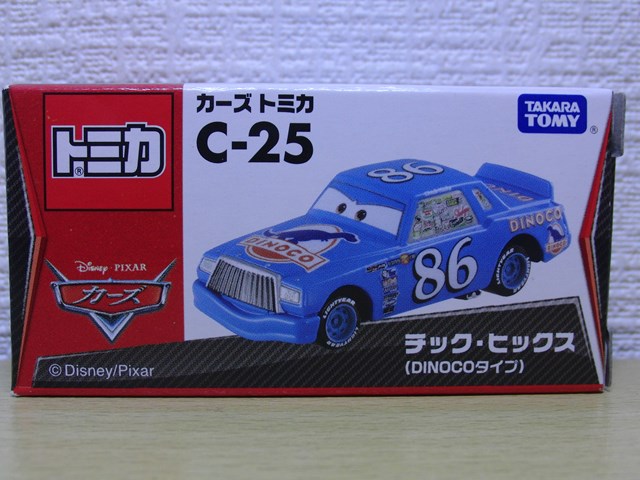 トミカ
®
カーズ トミカ
C-25
TAKARA
TOMY
®
Disney · PIXAR
カーズ
©Disney/Pixar
86
DINOCO
DINOCO
86
LIGHTYEAR
LIGHTYEAR
チック・ヒックス
(DINOCOタイプ)